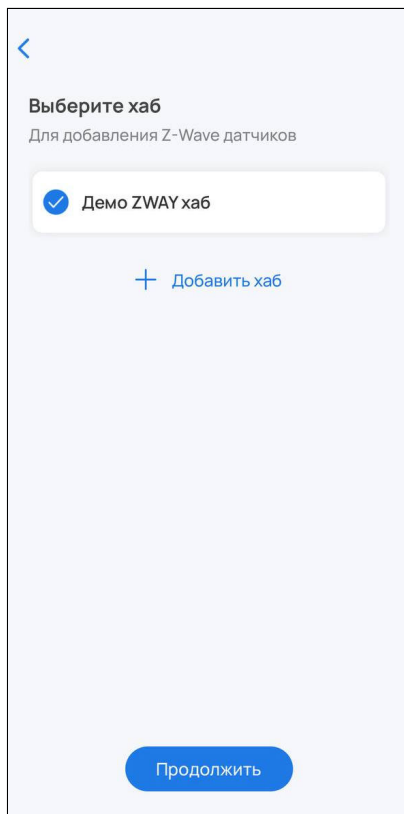 Выберите хаб
Для добавления Z-Wave датчиков
Демо ZWAY хаб
Добавить хаб
Продолжить